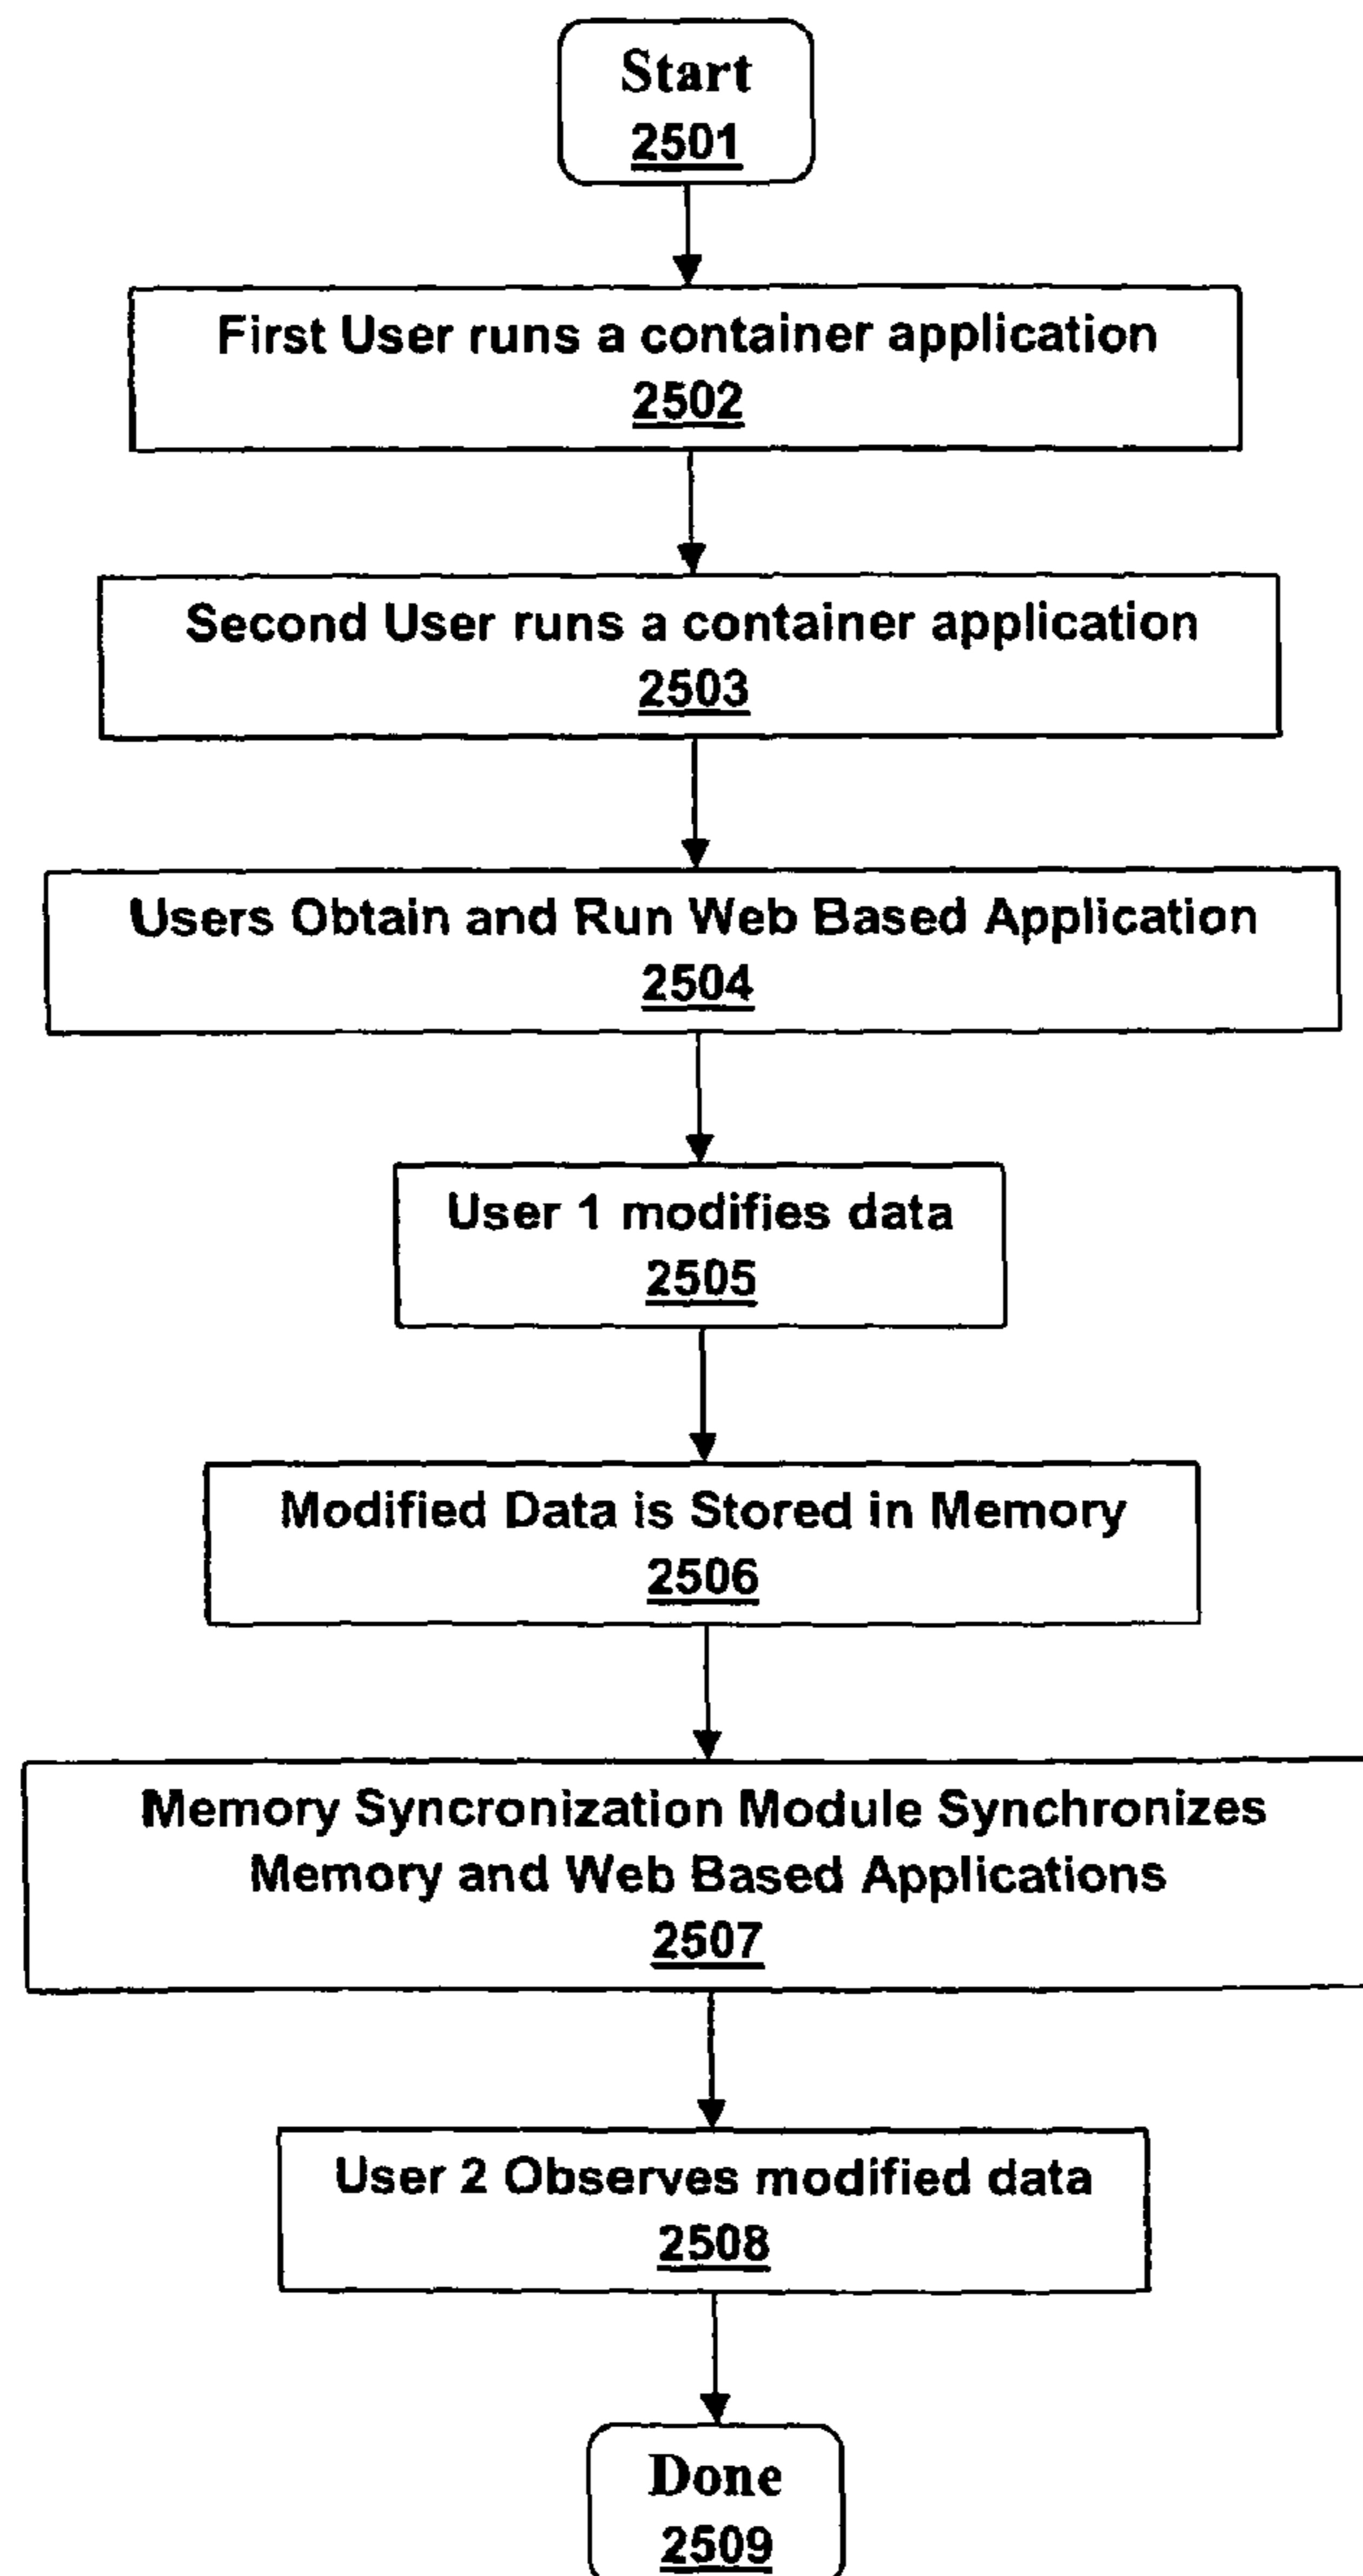 Start
2501
First User runs a container application
2502
Second User runs a container application
2503
Users Obtain and Run Web Based Application
2504
User 1 modifies data
2505
Modified Data is Stored in Memory
2506
Memory Syncronization Module Synchronizes
Memory and Web Based Applications
2507
User 2 Observes modified data
2508
Done
2509